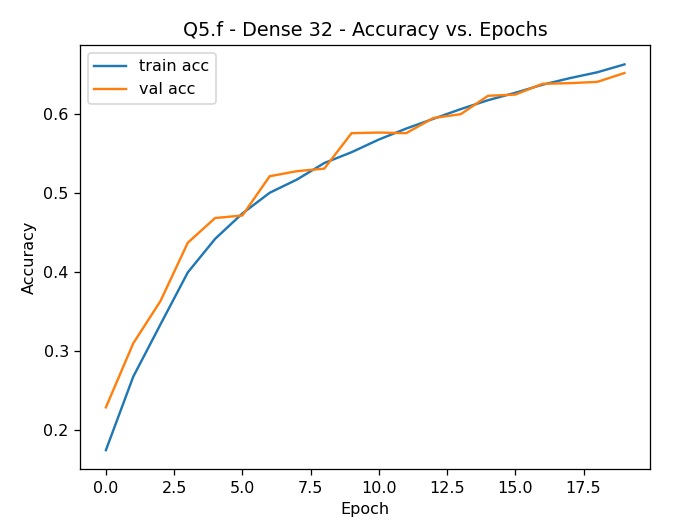 Q5.f - Dense 32 - Accuracy vs. Epochs
train acc
val acc
Accuracy
0.6
0.5
0.4
0.3
0.2
0.0 2.5 5.0 7.5 10.0 12.5 15.0 17.5
Epoch